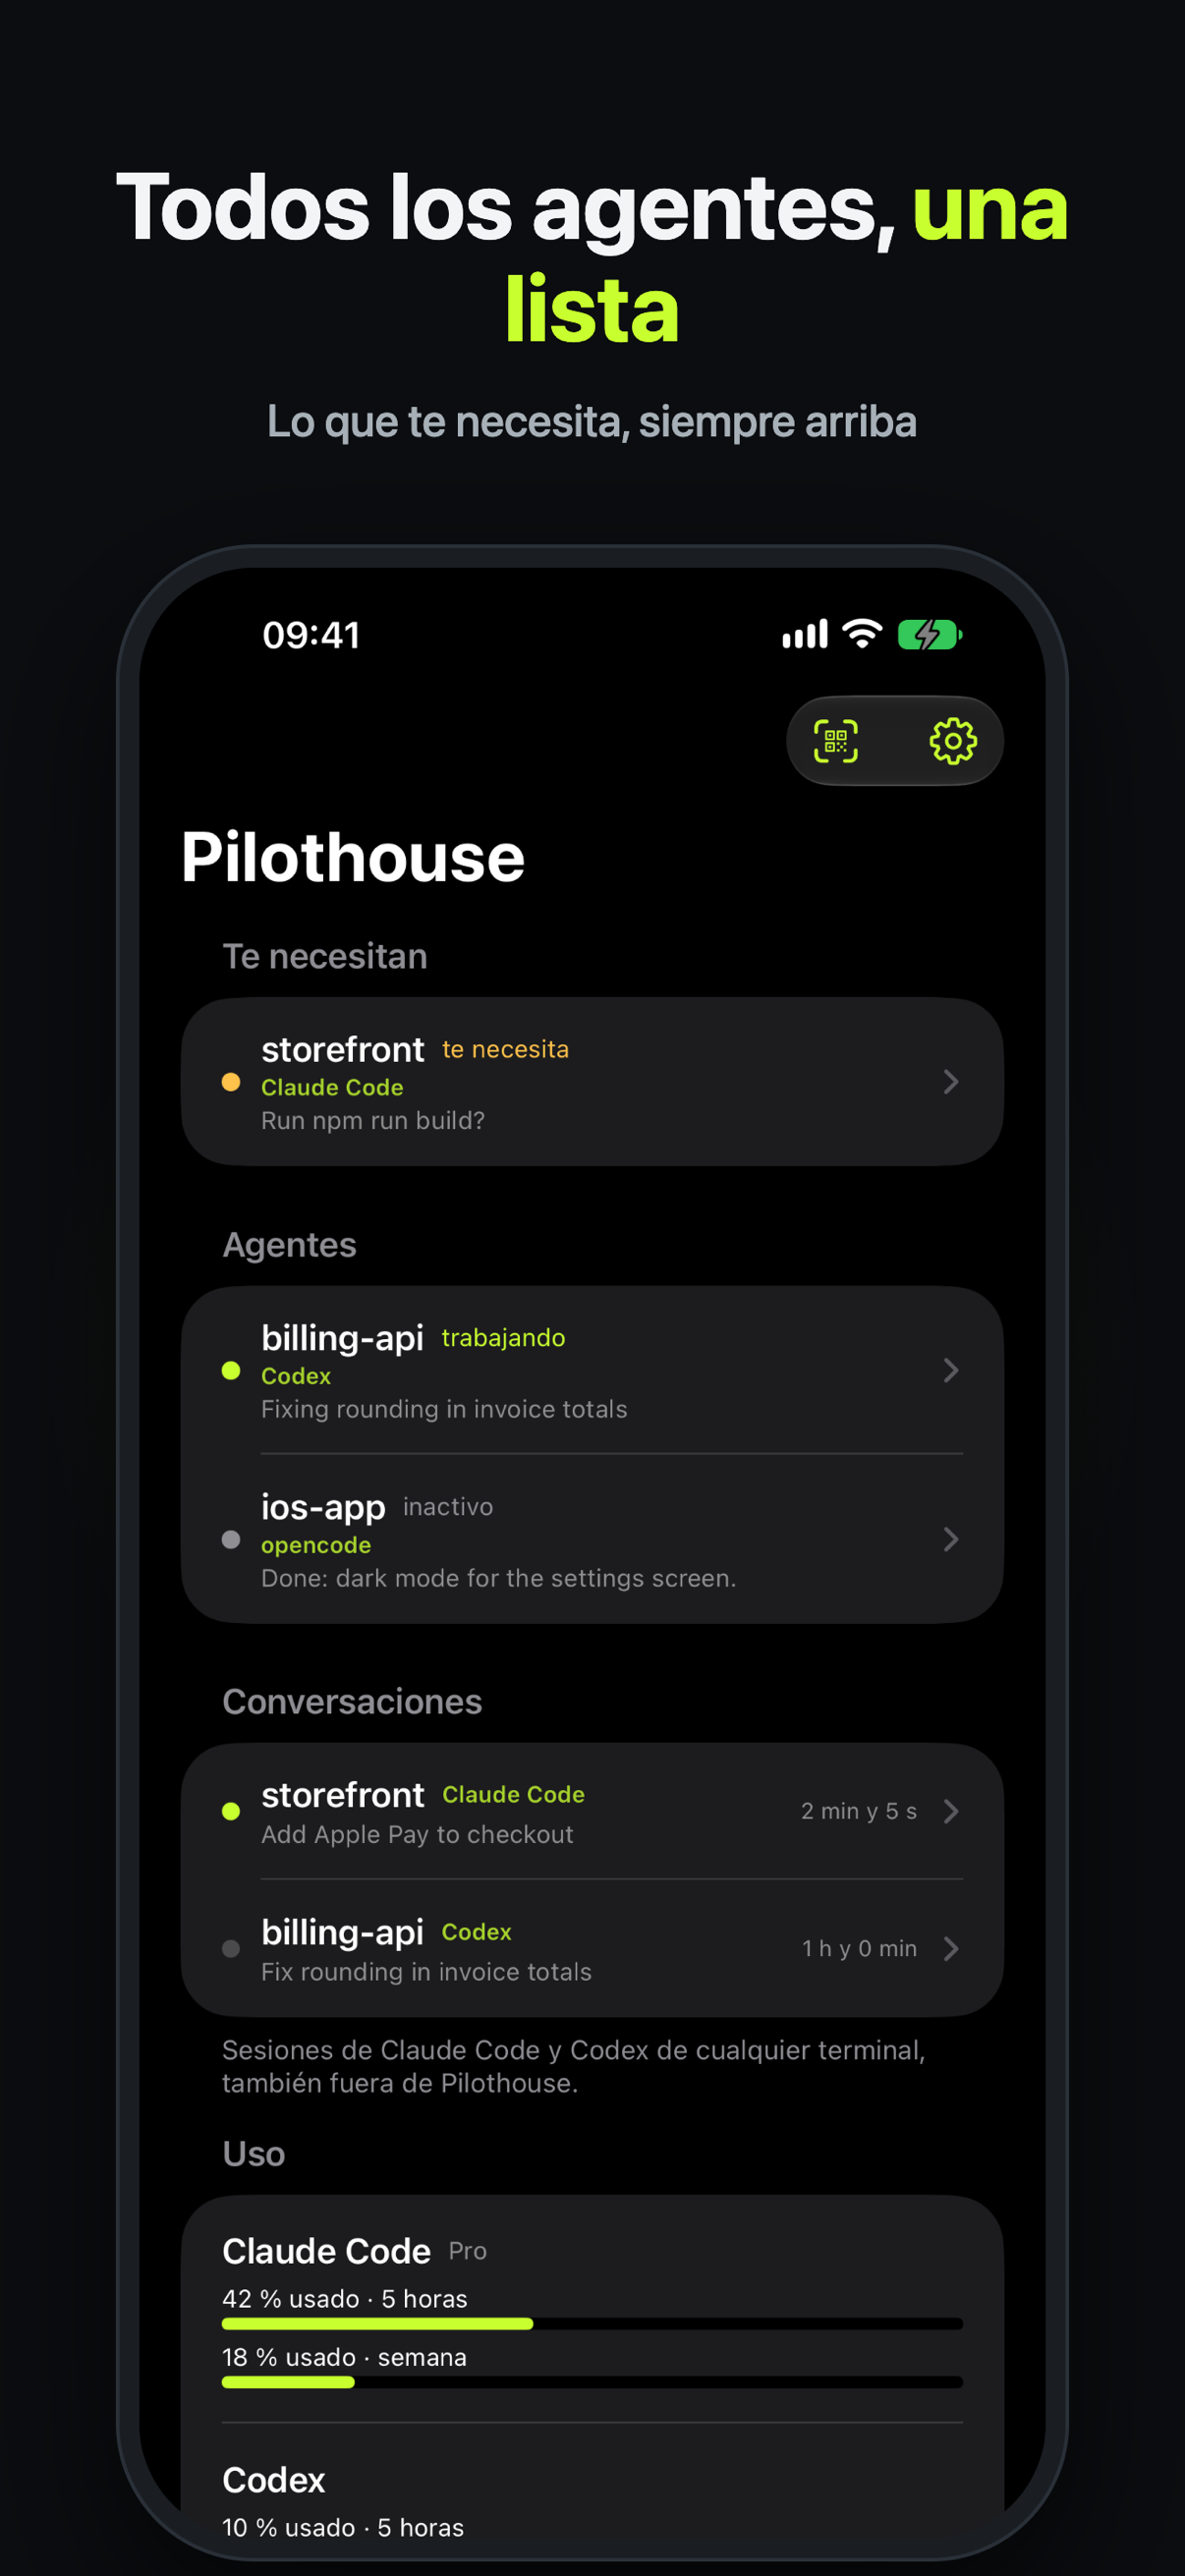 Todos los agentes, una
lista
Lo que te necesita, siempre arriba
09:41
Pilothouse
Te necesitan
storefront te necesita
Claude Code
Run npm run build?
Agentes
billing-api trabajando
Codex
Fixing rounding in invoice totals
ios-app inactivo
opencode
Done: dark mode for the settings screen.
Conversaciones
storefront Claude Code 2 min y 5 s
Add Apple Pay to checkout
billing-api Codex 1 h y 0 min
Fix rounding in invoice totals
Sesiones de Claude Code y Codex de cualquier terminal,
también fuera de Pilothouse.
Uso
Claude Code Pro
42 % usado · 5 horas
18 % usado · semana
Codex
10 % usado · 5 horas